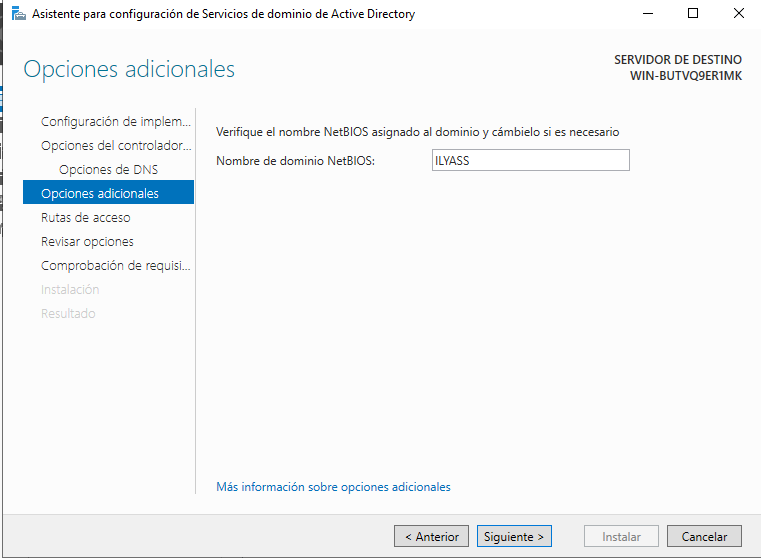 Asistente para configuración de Servicios de dominio de Active Directory
Opciones adicionales
SERVIDOR DE DESTINO
WIN-BUTVQ9ER1MK
Configuración de implem...
Opciones del controlador...
Opciones de DNS
Opciones adicionales
Rutas de acceso
Revisar opciones
Comprobación de requisi...
Instalación
Resultado
Verifique el nombre NetBIOS asignado al dominio y cámbielo si es necesario
Nombre de dominio NetBIOS: ILYASS
Más información sobre opciones adicionales
< Anterior Siguiente > Instalar Cancelar